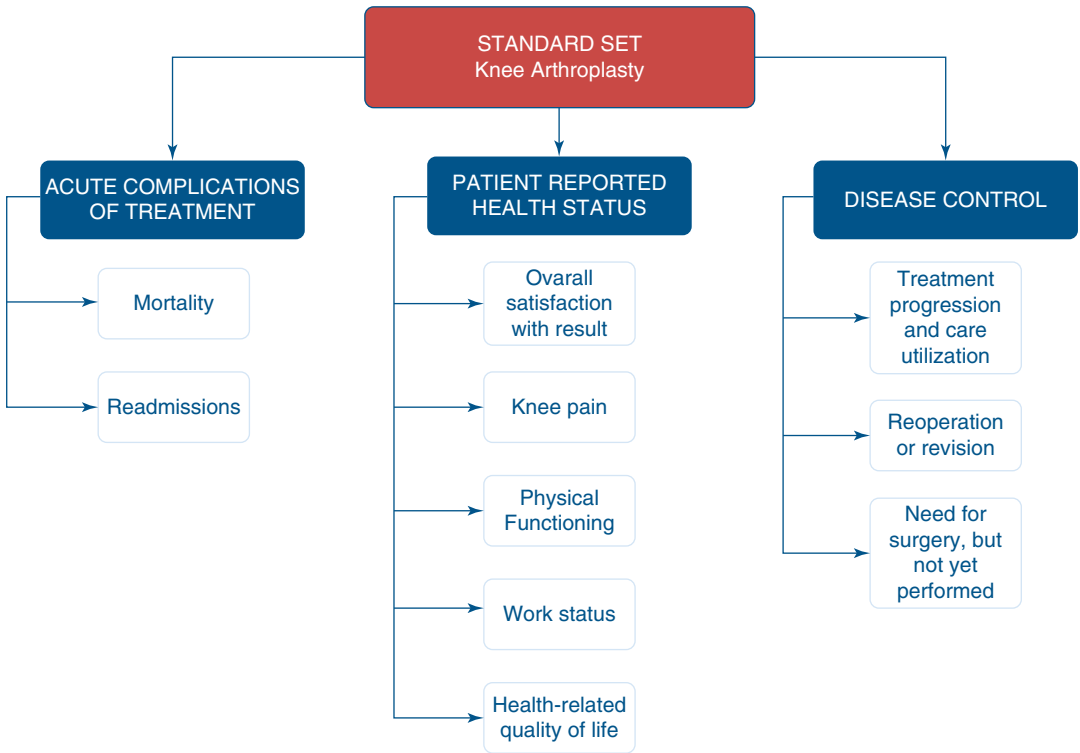 STANDARD SET
Knee Arthroplasty
ACUTE COMPLICATIONS
OF TREATMENT
Mortality
Readmissions
PATIENT REPORTED
HEALTH STATUS
Ovarall
satisfaction
with result
Knee pain
Physical
Functioning
Work status
Health-related
quality of life
DISEASE CONTROL
Treatment
progression
and care
utilization
Reoperation
or revision
Need for
surgery, but
not yet
performed